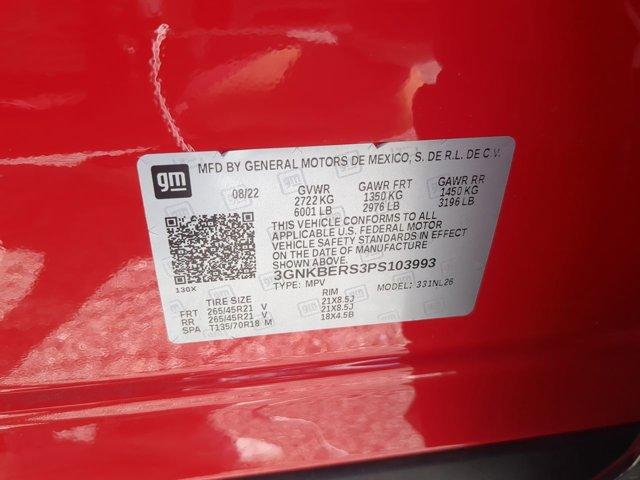 MFD BY GENERAL MOTORS DE MEXICO, S. DE R.L. DE C.V.
gm
08/22 GVWR GAWR FRT GAWR RR
2722 KG 1350 KG 1450 KG
6001 LB 2976 LB 3196 LB
THIS VEHICLE CONFORMS TO ALL
APPLICABLE U.S. FEDERAL MOTOR
VEHICLE SAFETY STANDARDS IN EFFECT
ON THE DATE OF MANUFACTURE
SHOWN ABOVE.
3GNKBERS3PS103993
130X TYPE: MPV MODEL: 331NL26
TIRE SIZE RIM
FRT 265/45R21 V 21X8.5J
RR 265/45R21 V 21X8.5J
SPA T135/70R18 M 18X4.5B